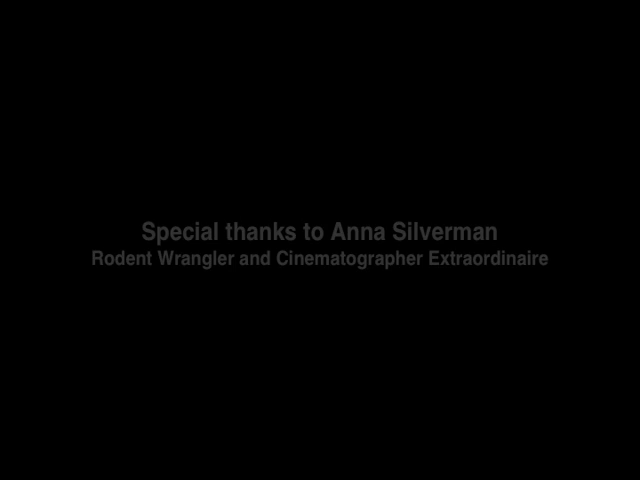 Special thanks to Anna Silverman
Rodent Wrangler and Cinematographer Extraordinaire